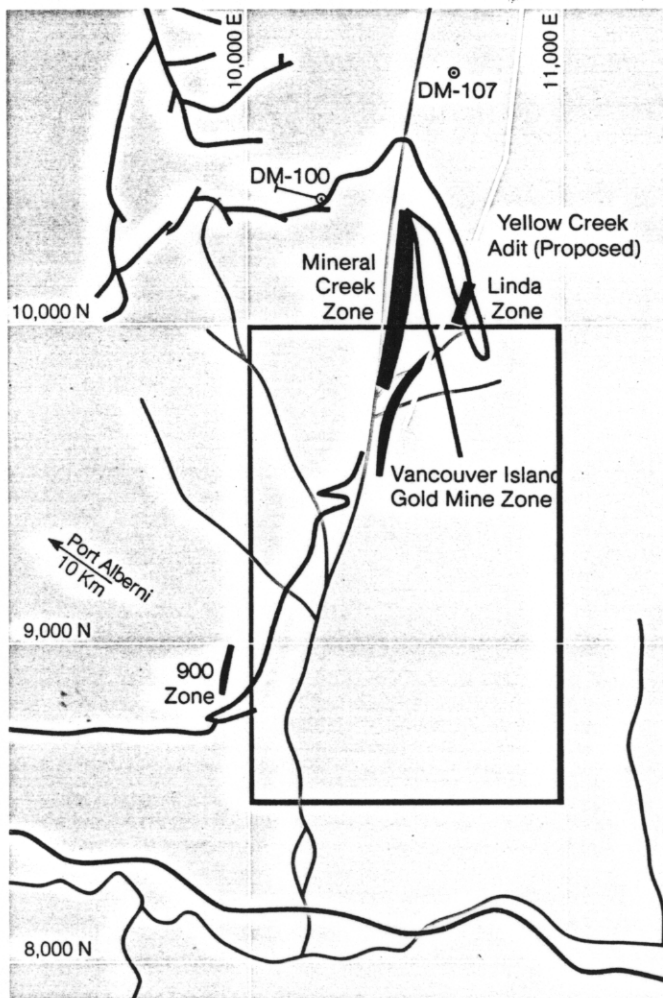 10,000 E
11,000 E
DM-107
DM-100
Yellow Creek
Adit (Proposed)
Mineral
Creek
Zone
Linda
Zone
10,000 N
Vancouver Island
Gold Mine Zone
Port Alberni
10 Km
9,000 N
900
Zone
8,000 N